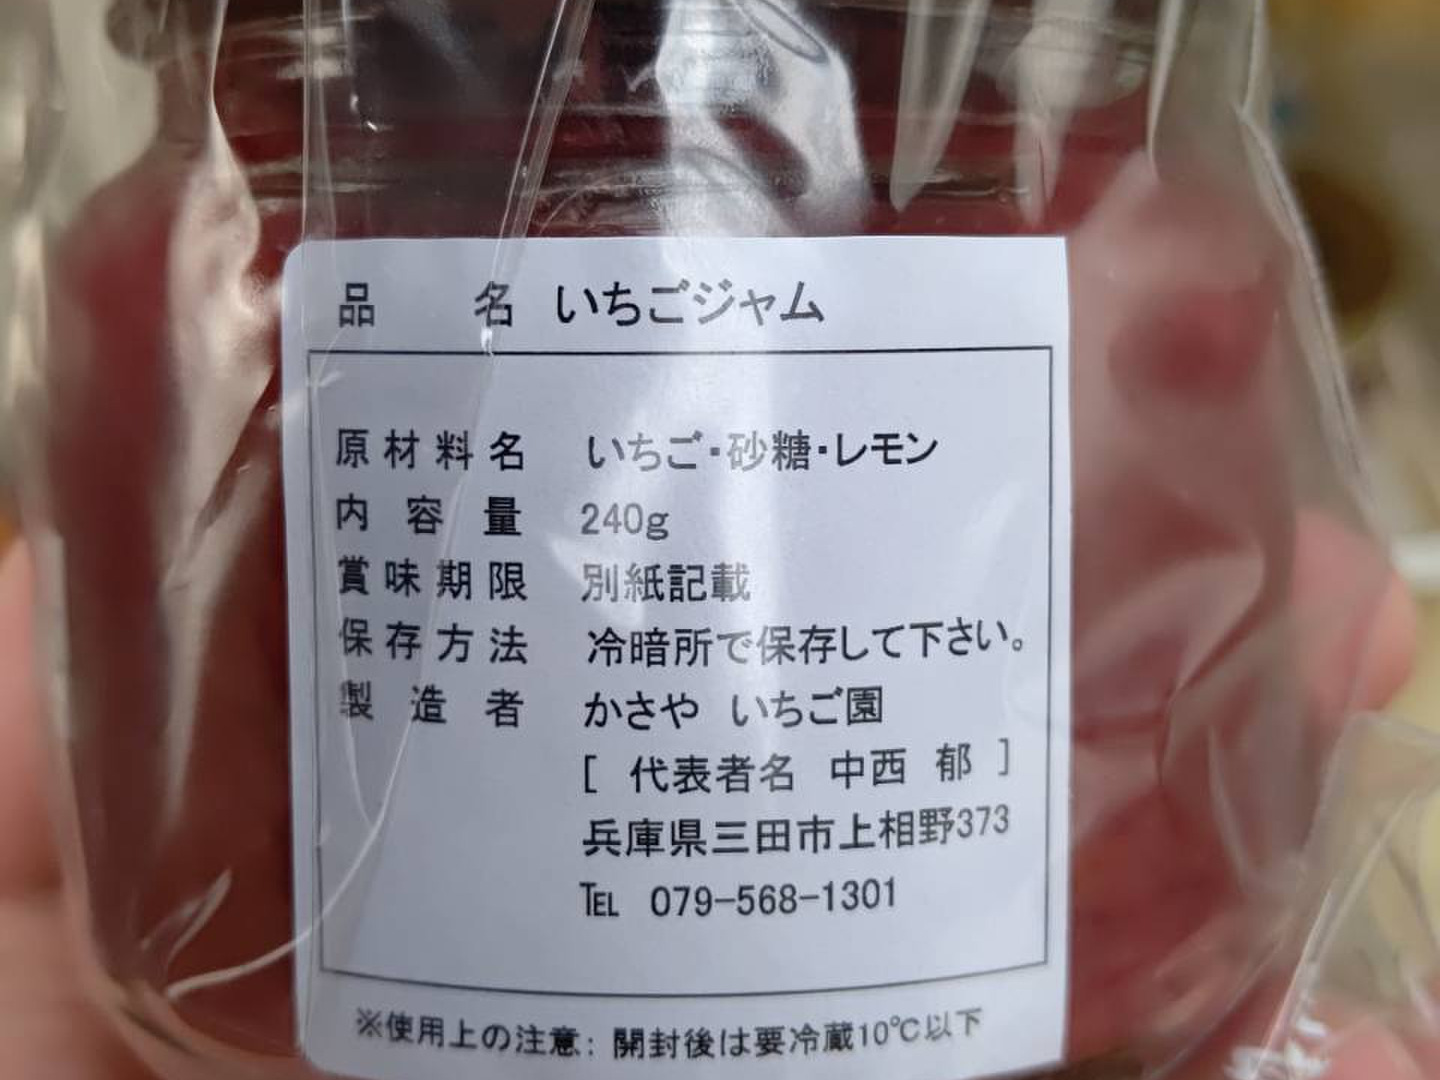 品名 いちごジャム
原材料名 いちご・砂糖・レモン
内容量 240g
賞味期限 別紙記載
保存方法 冷暗所で保存して下さい。
製造者 かさや いちご園
[ 代表者名 中西 郁 ]
兵庫県三田市上相野373
℡ 079-568-1301
※使用上の注意: 開封後は要冷蔵10℃以下